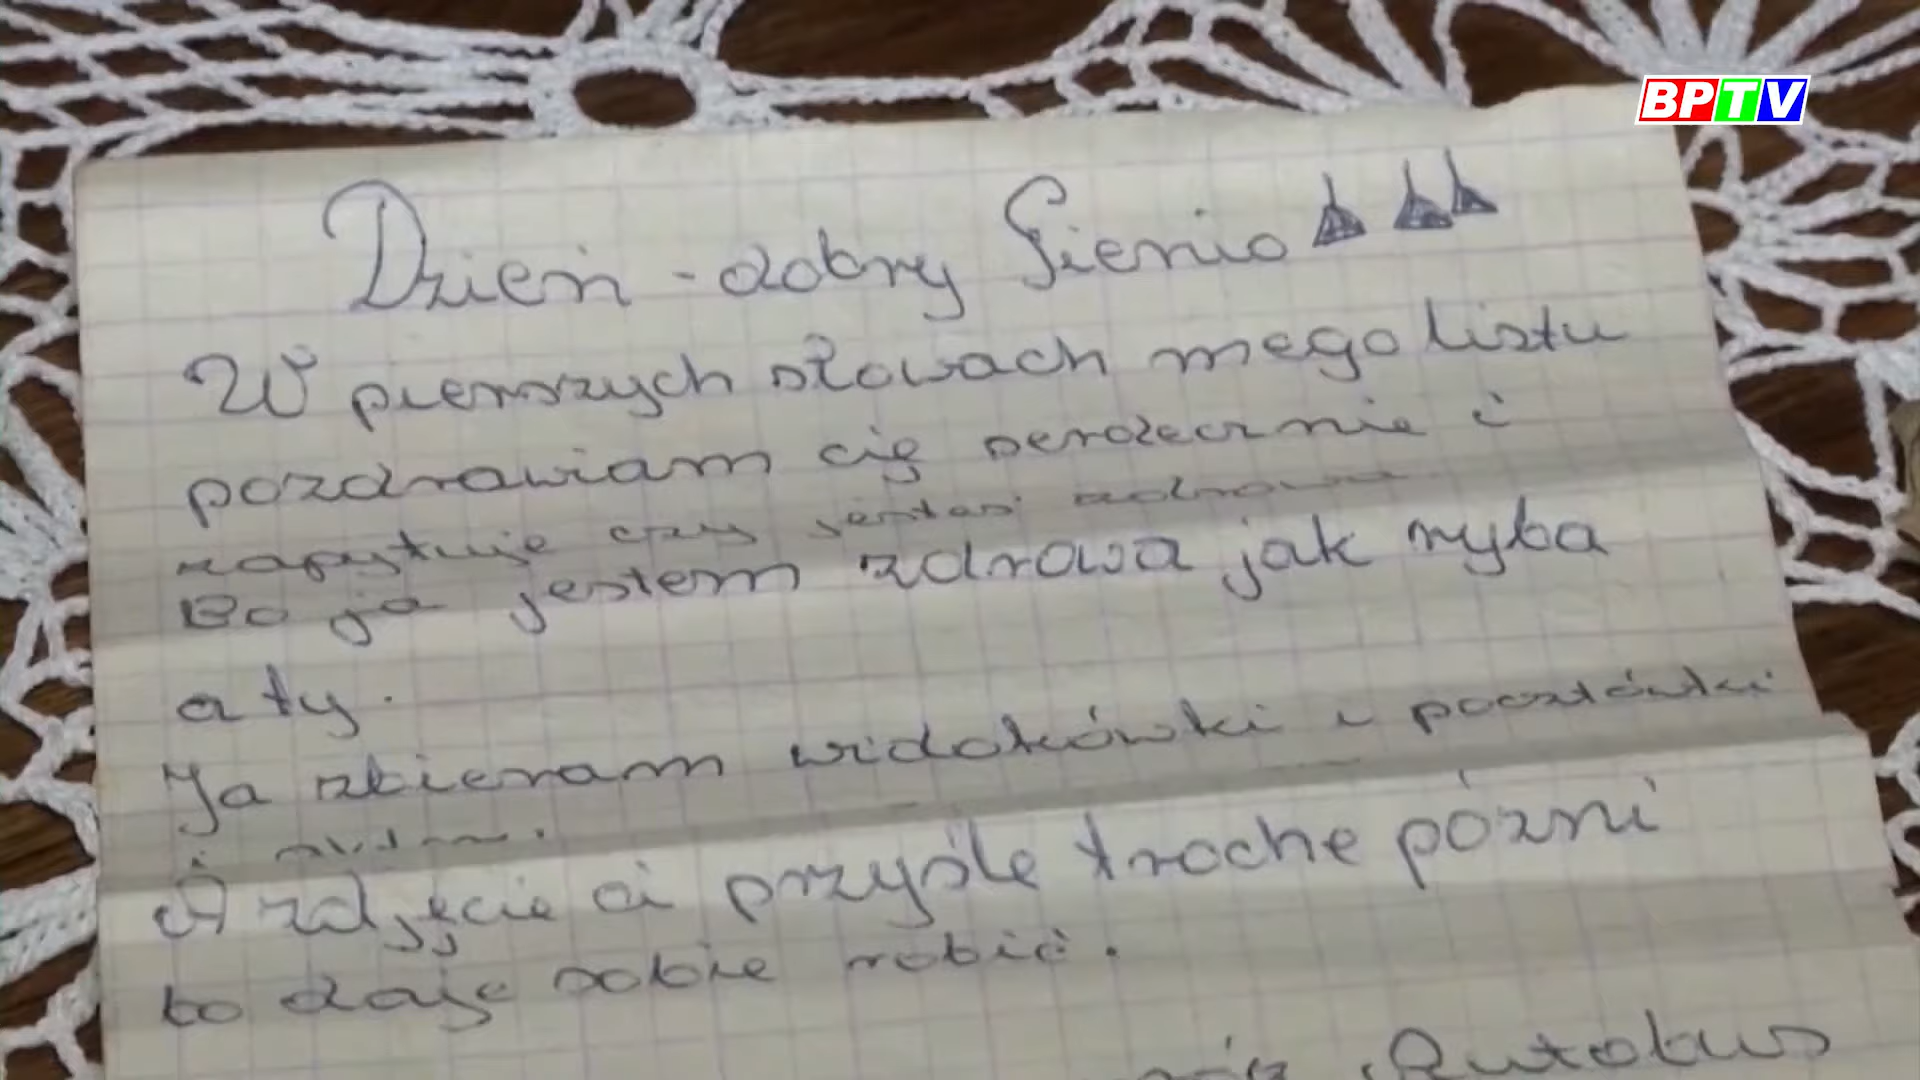 BPTV
Dzień - dobry Gienio
W pierwszych słowach mego listu
pozdrawiam cię serdecznie i
zapytuje czy jesteś zdrowa
Bo ja jestem zdrowa jak ryba
a ty.
Ja zbieram widokówki i pocztówki
i
A zdjęcie ci przyśle troche pózni
bo daje sobie robić.
Autobus